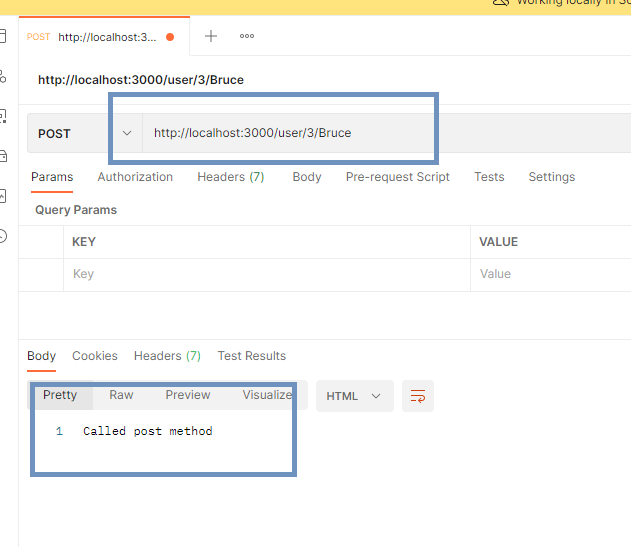 Working locally in Sc
POST http://localhost:3... + ooo
http://localhost:3000/user/3/Bruce
POST http://localhost:3000/user/3/Bruce
Params Authorization Headers (7) Body Pre-request Script Tests Settings
Query Params
KEY VALUE
Key Value
Body Cookies Headers (7) Test Results
Pretty Raw Preview Visualize HTML
1 Called post method